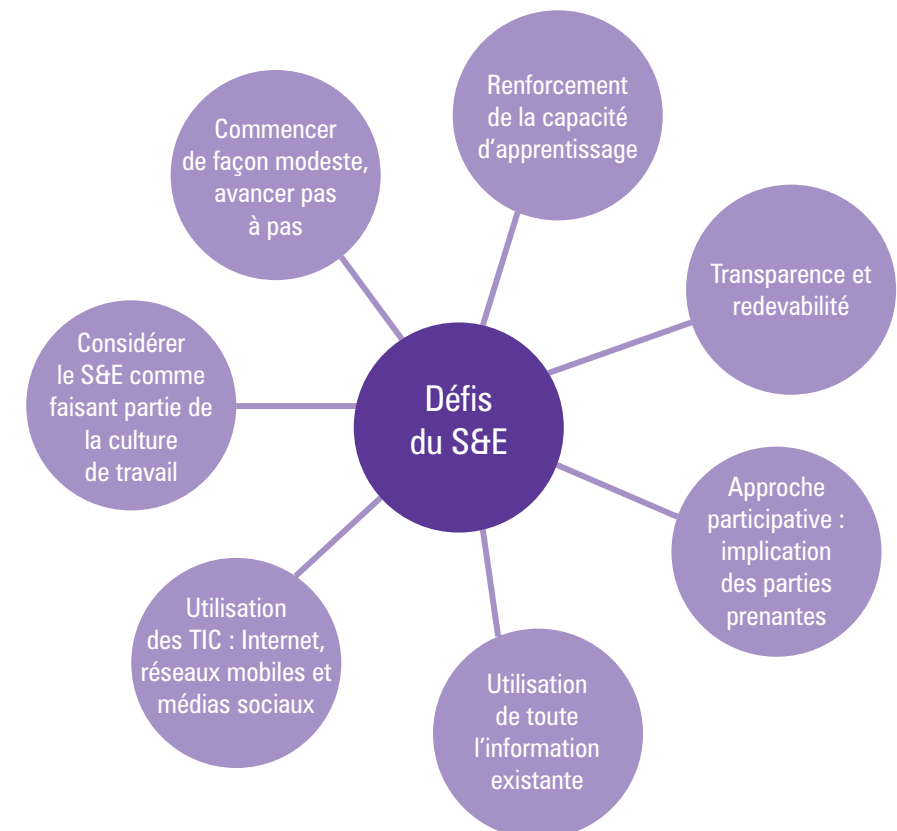 Défis
du S&E
Renforcement
de la capacité
d’apprentissage
Transparence et
redevabilité
Approche
participative :
implication
des parties
prenantes
Utilisation
de toute
l’information
existante
Utilisation
des TIC : Internet,
réseaux mobiles et
médias sociaux
Considérer
le S&E comme
faisant partie de
la culture
de travail
Commencer
de façon modeste,
avancer pas
à pas